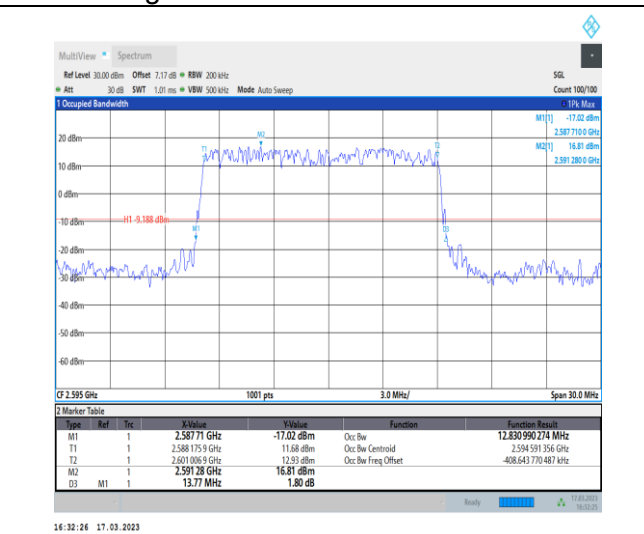 MultiView Spectrum
Ref Level 30.00 dBm Offset 7.17 dB RBW 200 kHz SGL
Att 30 dB SWT 1.01 ms VBW 500 kHz Mode Auto Sweep Count 100/100
1 Occupied Bandwidth 1Pk Max
M1[1] -17.02 dBm
2.587 710 0 GHz
M2[1] 16.81 dBm
2.591 280 0 GHz
20 dBm
M2
T1
T2
10 dBm
0 dBm
-10 dBm
H1 -9.188 dBm
M1
D3
-20 dBm
-30 dBm
-40 dBm
-50 dBm
-60 dBm
CF 2.595 GHz 1001 pts 3.0 MHz/ Span 30.0 MHz
2 Marker Table
Type Ref Trc X-Value Y-Value Function Function Result
M1 1 2.587 71 GHz -17.02 dBm Occ Bw 12.830 990 274 MHz
T1 1 2.588 175 9 GHz 11.68 dBm Occ Bw Centroid 2.594 591 356 GHz
T2 1 2.601 006 9 GHz 12.93 dBm Occ Bw Freq Offset -408.643 770 487 kHz
M2 1 2.591 28 GHz 16.81 dBm
D3 M1 1 13.77 MHz 1.80 dB
Ready 17.03.2023
16:32:25
16:32:26 17.03.2023